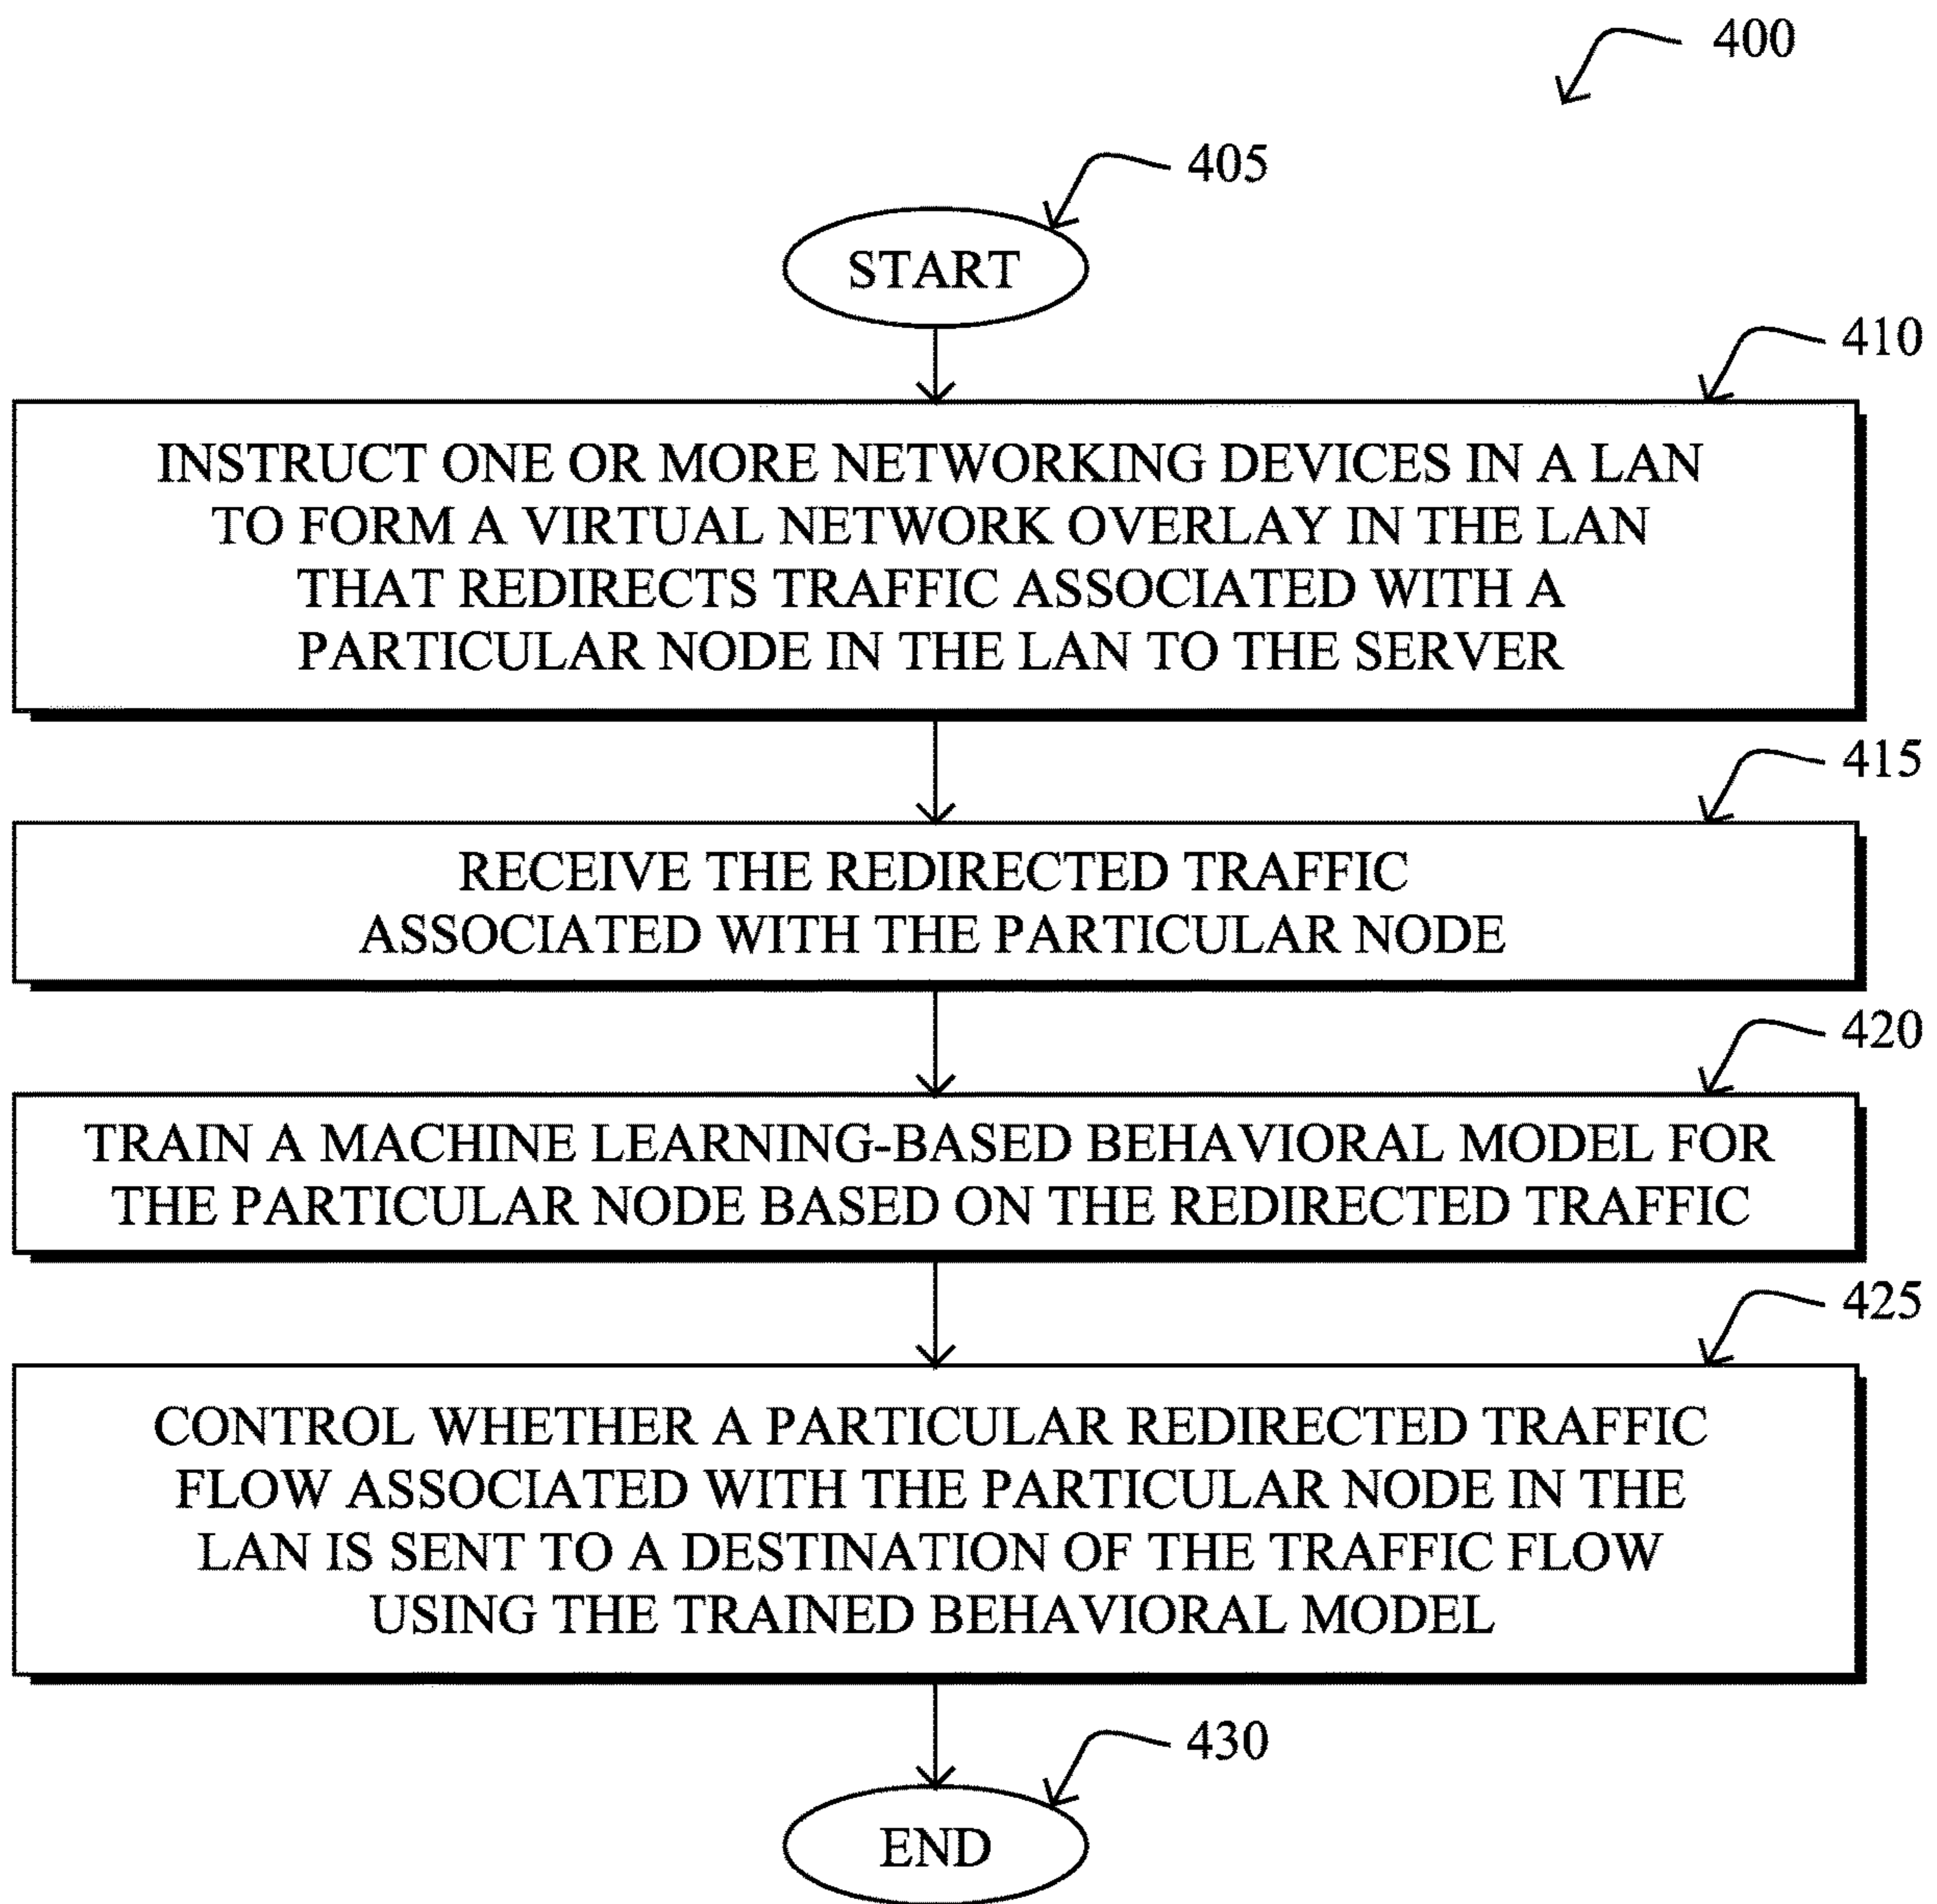 400
405
START
410
INSTRUCT ONE OR MORE NETWORKING DEVICES IN A LAN
TO FORM A VIRTUAL NETWORK OVERLAY IN THE LAN
THAT REDIRECTS TRAFFIC ASSOCIATED WITH A
PARTICULAR NODE IN THE LAN TO THE SERVER
415
RECEIVE THE REDIRECTED TRAFFIC
ASSOCIATED WITH THE PARTICULAR NODE
420
TRAIN A MACHINE LEARNING-BASED BEHAVIORAL MODEL FOR
THE PARTICULAR NODE BASED ON THE REDIRECTED TRAFFIC
425
CONTROL WHETHER A PARTICULAR REDIRECTED TRAFFIC
FLOW ASSOCIATED WITH THE PARTICULAR NODE IN THE
LAN IS SENT TO A DESTINATION OF THE TRAFFIC FLOW
USING THE TRAINED BEHAVIORAL MODEL
430
END